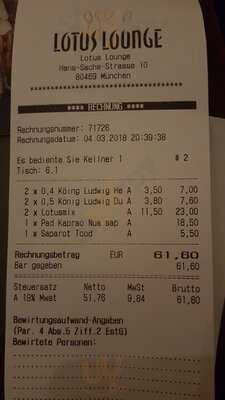 LOTUS LOUNGE
Lotus Lounge
Hans-Sachs-Strasse 10
80469 München
**** RECHNUNG ****
Rechnungsnummer: 71726
Rechnungsdatum: 04.03.2018 20:39:38
Es bediente Sie Kellner 1 # 2
Tisch: 6.1
2 x 0,4 Köing Ludwig He A 3,50 7,00
2 x 0,5 Köing Ludwig Du A 3,80 7,60
2 x Lotusmix A 11,50 23,00
1 x Pad Kaprao Nua sap A 18,50
1 x Saparot Tood A 5,50
Rechnungsbetrag EUR 61,60
Bar gegeben 61,60
Steuersatz Netto MwSt Brutto
A 19% Mwst 51,76 9,84 61,60
Bewirtungsaufwand-Angaben
(Par. 4 Abs.5 Ziff.2 EstG)
Bewirtete Personen: